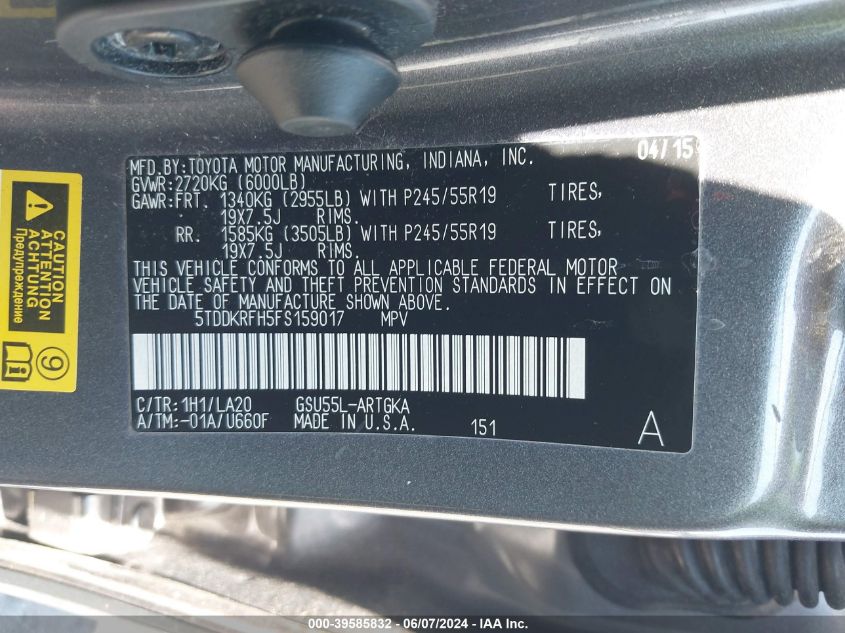 MFD.BY:TOYOTA MOTOR MANUFACTURING, INDIANA, INC. 04/15
GVWR:2720KG (6000LB)
GAWR:FRT. 1340KG (2955LB) WITH P245/55R19 TIRES,
19X7.5J RIMS.
RR. 1585KG (3505LB) WITH P245/55R19 TIRES,
19X7.5J RIMS.
THIS VEHICLE CONFORMS TO ALL APPLICABLE FEDERAL MOTOR
VEHICLE SAFETY AND THEFT PREVENTION STANDARDS IN EFFECT ON
THE DATE OF MANUFACTURE SHOWN ABOVE.
5TDDKRFH5FS159017 MPV
C/TR:1H1/LA20 GSU55L-ARTGKA
A/TM:-01A/U660F MADE IN U.S.A. 151 A
CAUTION
ATTENTION
ACHTUNG
Предупреждение
9
000-39585832 - 06/07/2024 - IAAI.com